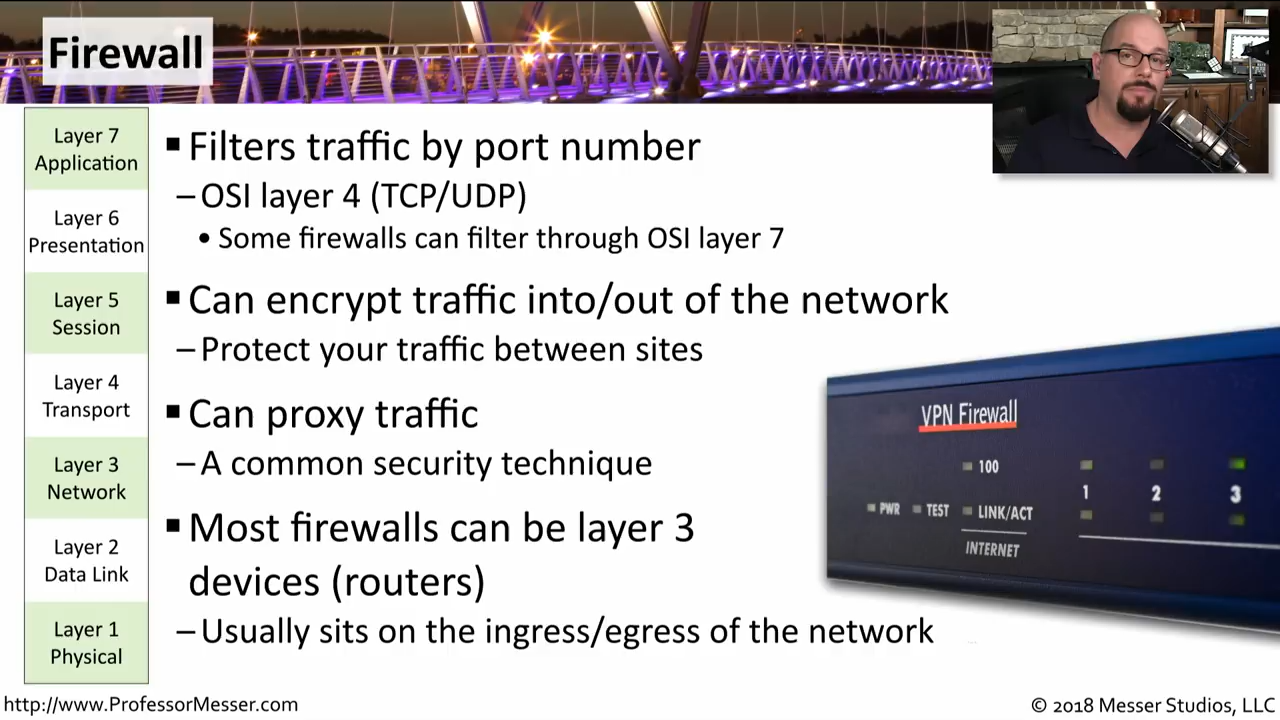 Firewall
Layer 7
Application
Layer 6
Presentation
Layer 5
Session
Layer 4
Transport
Layer 3
Network
Layer 2
Data Link
Layer 1
Physical
▪ Filters traffic by port number
– OSI layer 4 (TCP/UDP)
• Some firewalls can filter through OSI layer 7
▪ Can encrypt traffic into/out of the network
– Protect your traffic between sites
▪ Can proxy traffic
– A common security technique
▪ Most firewalls can be layer 3
devices (routers)
– Usually sits on the ingress/egress of the network
VPN Firewall
100
1 2 3
PWR TEST LINK/ACT
INTERNET
http://www.ProfessorMesser.com
© 2018 Messer Studios, LLC